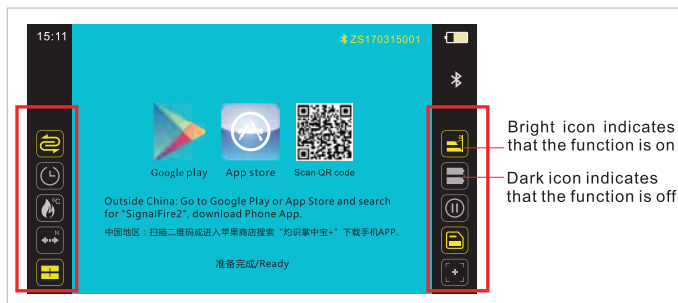 15:11
ZS170315001
Google play
App store
Scan QR code
Outside China: Go to Google Play or App Store and search
for "SignalFire2", download Phone App.
中国地区：扫描二维码或进入苹果商店搜索“灼识掌中宝+”下载手机APP.
准备完成/Ready
°C
N
Bright icon indicates
that the function is on
Dark icon indicates
that the function is off